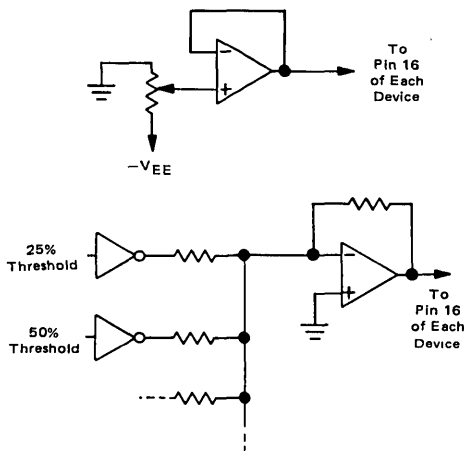 To
Pin 16
of Each
Device
−VEE
25%
Threshold
To
Pin 16
of Each
Device
50%
Threshold